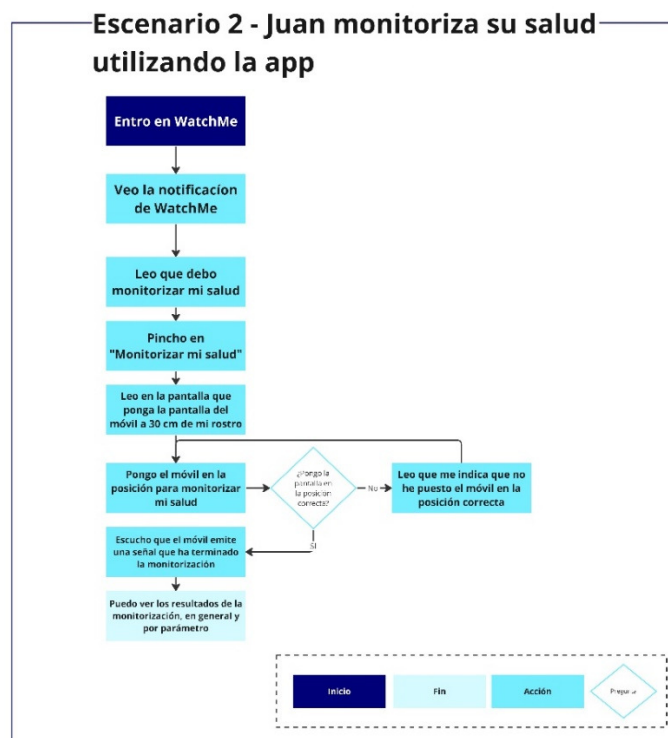 Escenario 2 - Juan monitoriza su salud
utilizando la app
Entro en WatchMe
Veo la notificacíon
de WatchMe
Leo que debo
monitorizar mi salud
Pincho en
"Monitorizar mi salud"
Leo en la pantalla que
ponga la pantalla del
móvil a 30 cm de mi rostro
Pongo el móvil en la
posición para monitorizar
mi salud
¿Pongo la
pantalla en
la posición
correcta?
No
Leo que me indica que no
he puesto el móvil en la
posición correcta
SI
Escucho que el móvil emite
una señal que ha terminado
la monitorización
Puedo ver los resultados de la
monitorización, en general y
por parámetro
Inicio
Fin
Acción
Pregunta